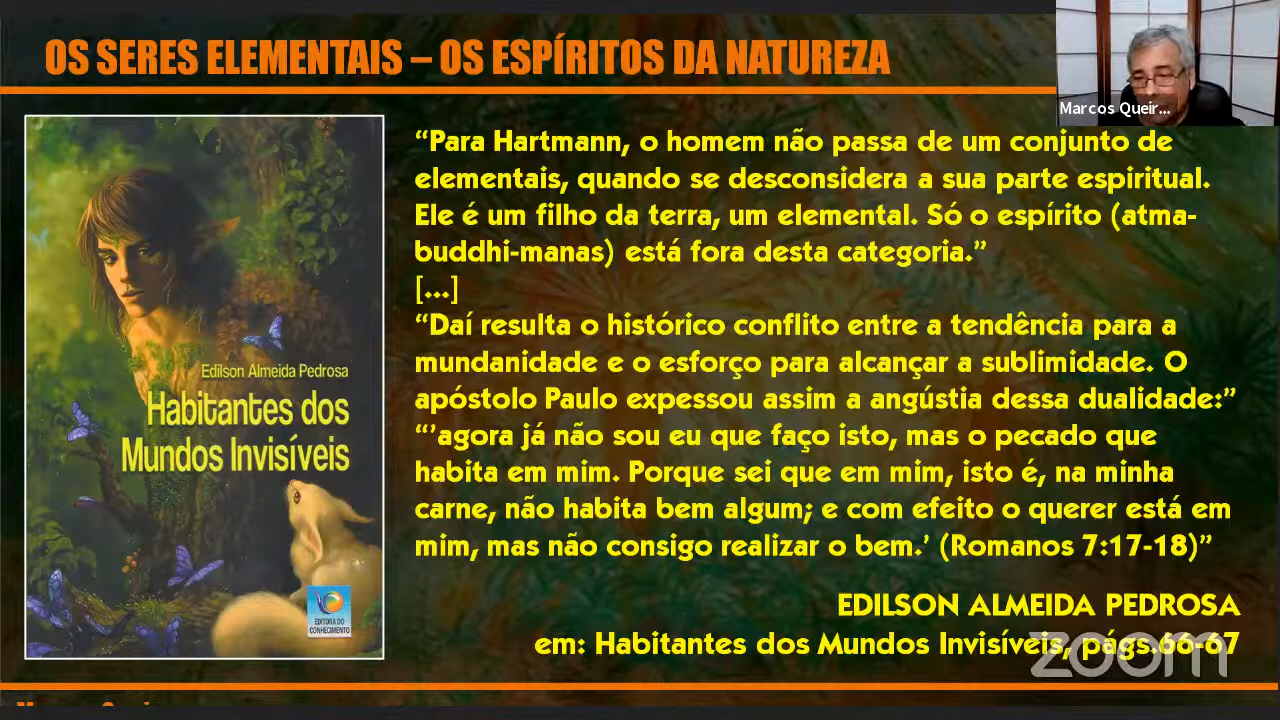 OS SERES ELEMENTAIS – OS ESPÍRITOS DA NATUREZA
Marcos Queir...
Edilson Almeida Pedrosa
Habitantes dos
Mundos Invisíveis
EDITORA DO
CONHECIMENTO
“Para Hartmann, o homem não passa de um conjunto de
elementais, quando se desconsidera a sua parte espiritual.
Ele é um filho da terra, um elemental. Só o espírito (atma-
buddhi-manas) está fora desta categoria.”
[...]
“Daí resulta o histórico conflito entre a tendência para a
mundanidade e o esforço para alcançar a sublimidade. O
apóstolo Paulo expessou assim a angústia dessa dualidade:”
“’agora já não sou eu que faço isto, mas o pecado que
habita em mim. Porque sei que em mim, isto é, na minha
carne, não habita bem algum; e com efeito o querer está em
mim, mas não consigo realizar o bem.’ (Romanos 7:17-18)”
EDILSON ALMEIDA PEDROSA
em: Habitantes dos Mundos Invisíveis, págs.66-67
zoom